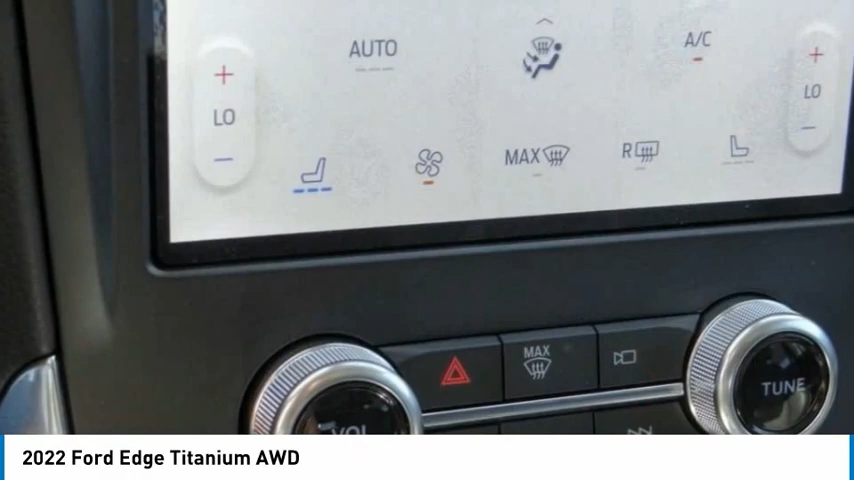 AUTO
A/C
+
+
LO
LO
MAX
R
MAX
VOL
TUNE
2022 Ford Edge Titanium AWD